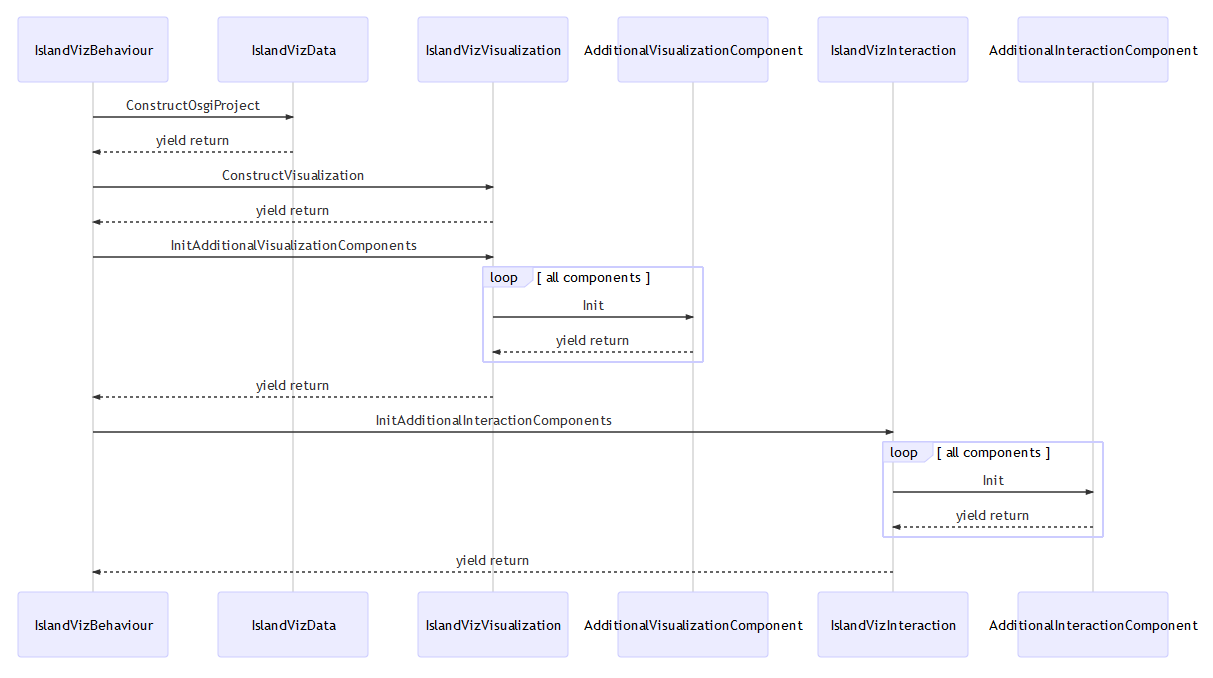 IslandVizBehaviour IslandVizData IslandVizVisualization AdditionalVisualizationComponent IslandVizInteraction AdditionalInteractionComponent
ConstructOsgiProject
yield return
ConstructVisualization
yield return
InitAdditionalVisualizationComponents
loop [ all components ]
Init
yield return
yield return
InitAdditionalInteractionComponents
loop [ all components ]
Init
yield return
yield return
IslandVizBehaviour IslandVizData IslandVizVisualization AdditionalVisualizationComponent IslandVizInteraction AdditionalInteractionComponent